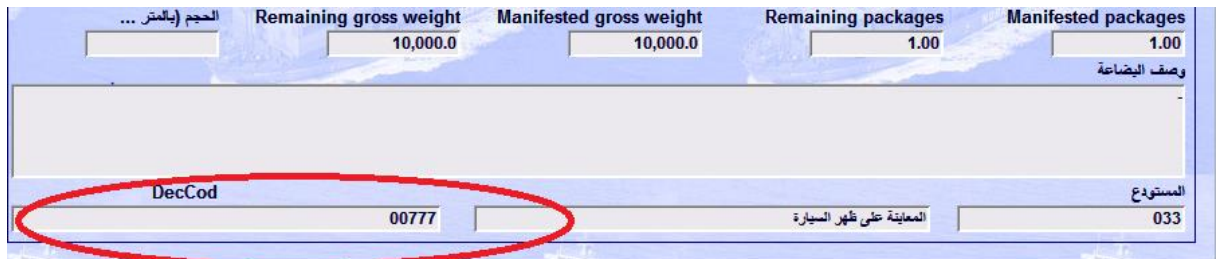 Manifested packages Remaining packages Manifested gross weight Remaining gross weight الحجم (بالمتر ...
1.00 1.00 10,000.0 10,000.0
وصف البضاعة
-
المستودع DecCod
033 المعاينة على ظهر السيارة 00777